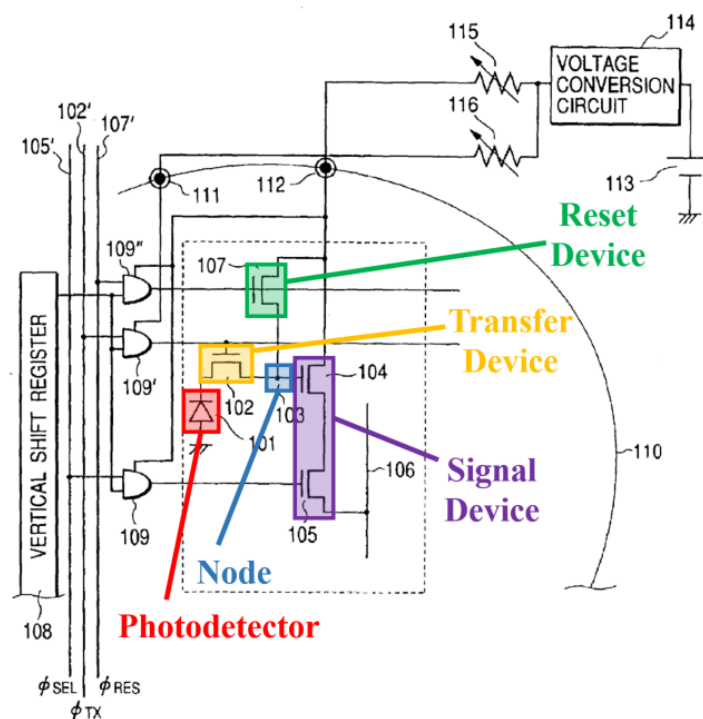 115
114
VOLTAGE
CONVERSION
CIRCUIT
116
102'
105'
107'
111
112
113
Reset
Device
109"
107
Transfer
Device
109'
104
102
103
101
VERTICAL SHIFT REGISTER
106
110
Signal
Device
109
105
Node
108
Photodetector
ϕSEL
ϕRES
ϕTX